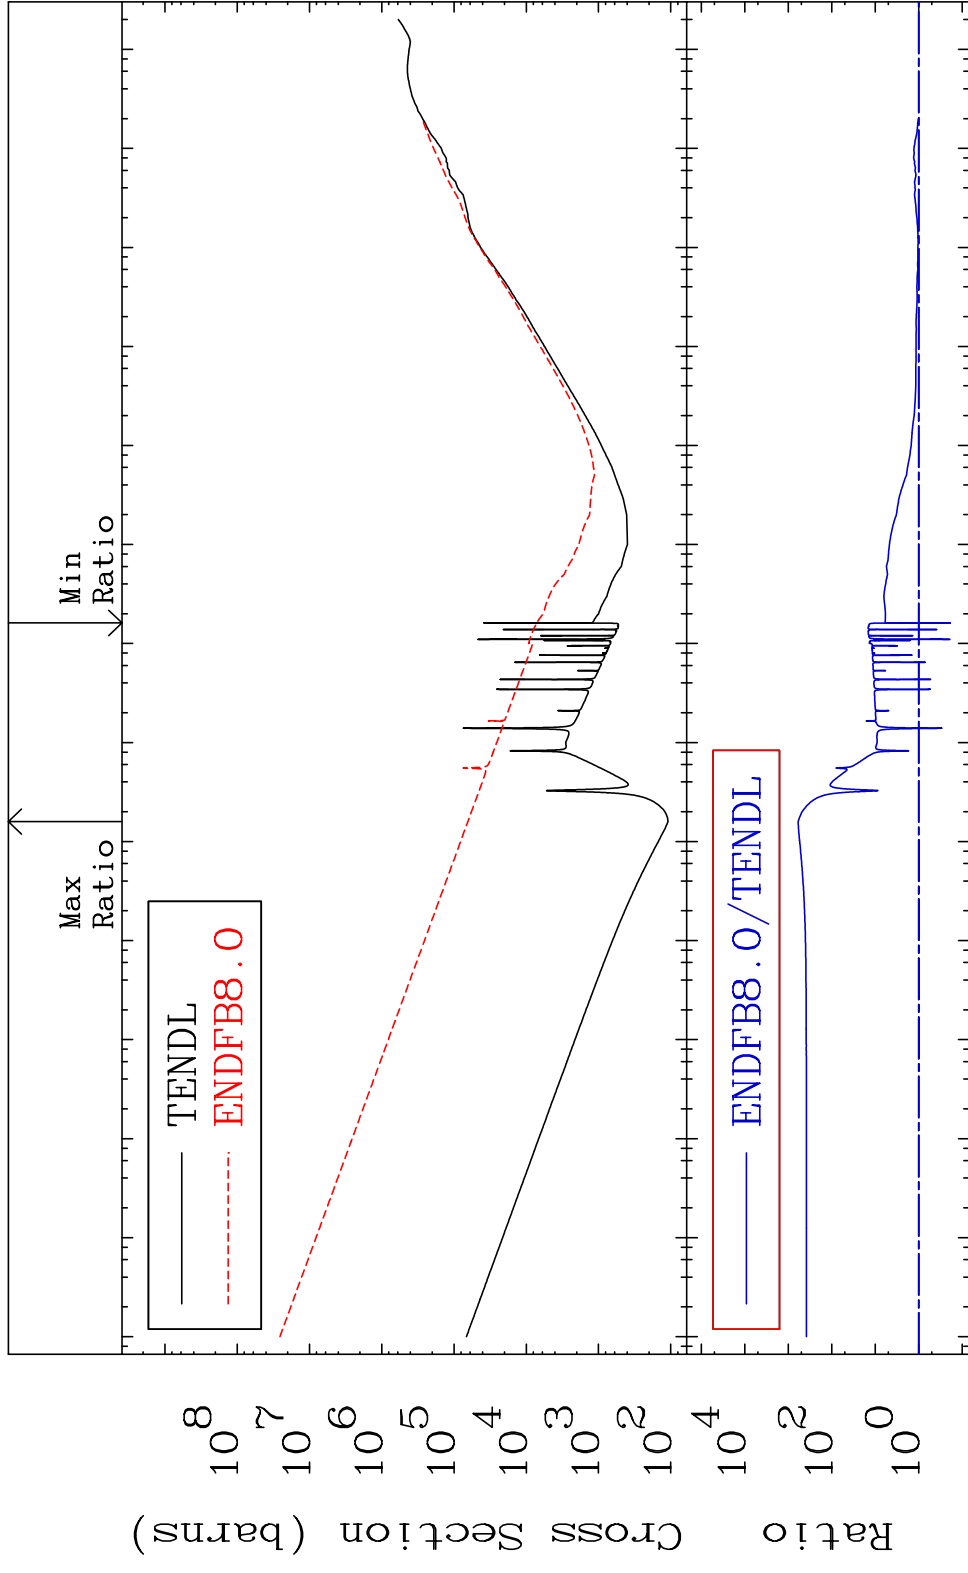 Max
Ratio
Min
Ratio
TENDL
ENDFB8.0
10 8
10 7
10 6
10 5
10 4
10 3
10 2
Cross Section (barns)
ENDFB8.0/TENDL
10 4
10 2
10 0
Ratio